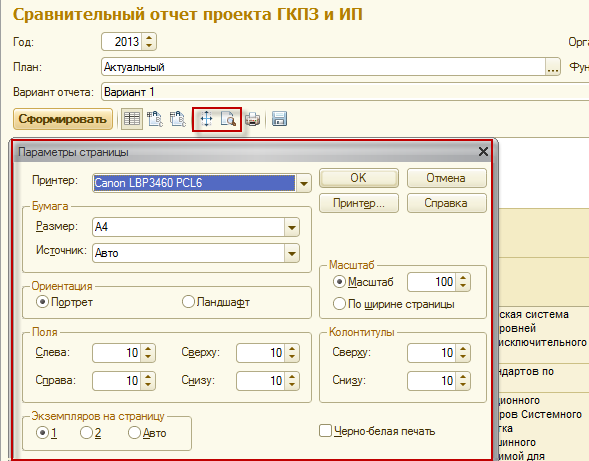 Сравнительный отчет проекта ГКПЗ и ИП
Год: 2013 Орга
План: Актуальный ... Фун
Вариант отчета: Вариант 1
Сформировать
Параметры страницы
Принтер: Canon LBP3460 PCL6 OK Отмена
Принтер... Справка
Бумага
Размер: A4
Источник: Авто
Масштаб
Масштаб 100
По ширине страницы
Ориентация
Портрет Ландшафт
Поля
Слева: 10 Сверху: 10
Справа: 10 Снизу: 10
Колонтитулы
Сверху: 10
Снизу: 10
Экземпляров на страницу
1 2 Авто
Черно-белая печать
ская система
ровней
исключительного
ндартов по
ционного
ров Системного
тка
шинного
имой для